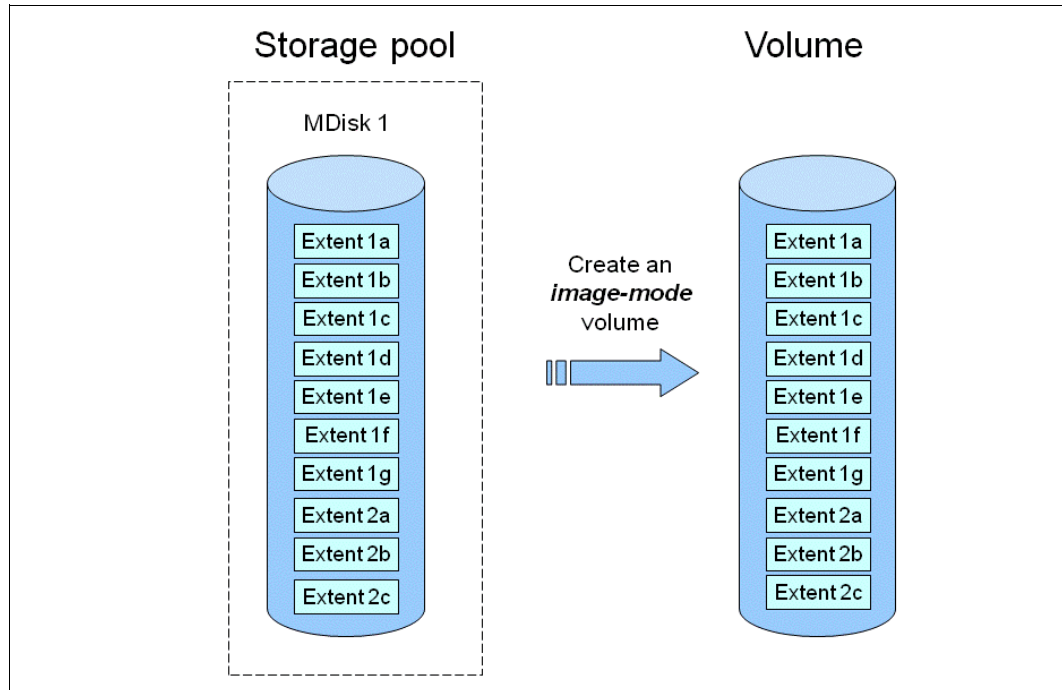 Storage pool
Volume
MDisk 1
Extent 1a
Extent 1b
Extent 1c
Extent 1d
Extent 1e
Extent 1f
Extent 1g
Extent 2a
Extent 2b
Extent 2c
Create an
image-mode
volume
Extent 1a
Extent 1b
Extent 1c
Extent 1d
Extent 1e
Extent 1f
Extent 1g
Extent 2a
Extent 2b
Extent 2c